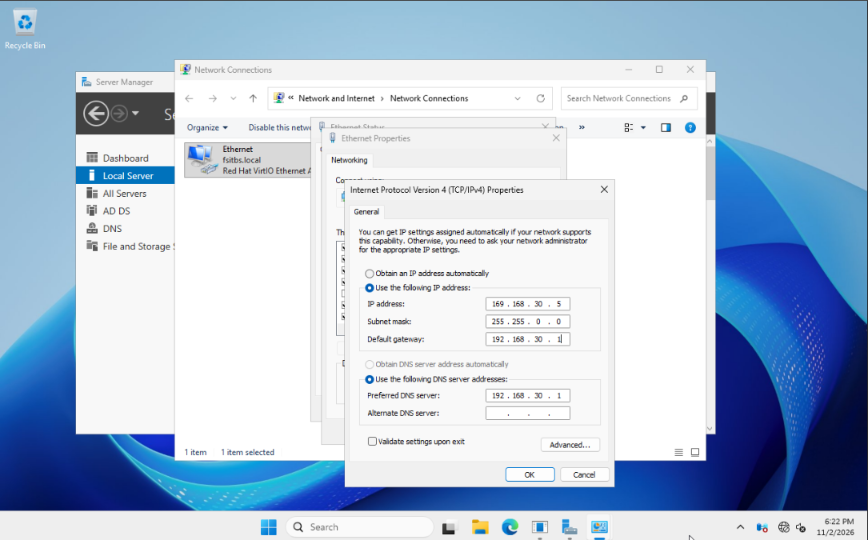 Recycle Bin
Server Manager
Dashboard
Local Server
All Servers
AD DS
DNS
File and Storage
Network Connections
Network and Internet > Network Connections
Search Network Connections
Organize
Disable this netw
Ethernet
fsitbs.local
Red Hat VirtIO Ethernet A
1 item
1 item selected
Ethernet Status
Ethernet Properties
Networking
Connect using:
Internet Protocol Version 4 (TCP/IPv4) Properties
General
You can get IP settings assigned automatically if your network supports
this capability. Otherwise, you need to ask your network administrator
for the appropriate IP settings.
Obtain an IP address automatically
Use the following IP address:
IP address: 169 . 168 . 30 . 5
Subnet mask: 255 . 255 . 0 . 0
Default gateway: 192 . 168 . 30 . 1
Obtain DNS server address automatically
Use the following DNS server addresses:
Preferred DNS server: 192 . 168 . 30 . 1
Alternate DNS server: . . .
Validate settings upon exit
Advanced...
OK
Cancel
Search
6:22 PM
11/2/2026